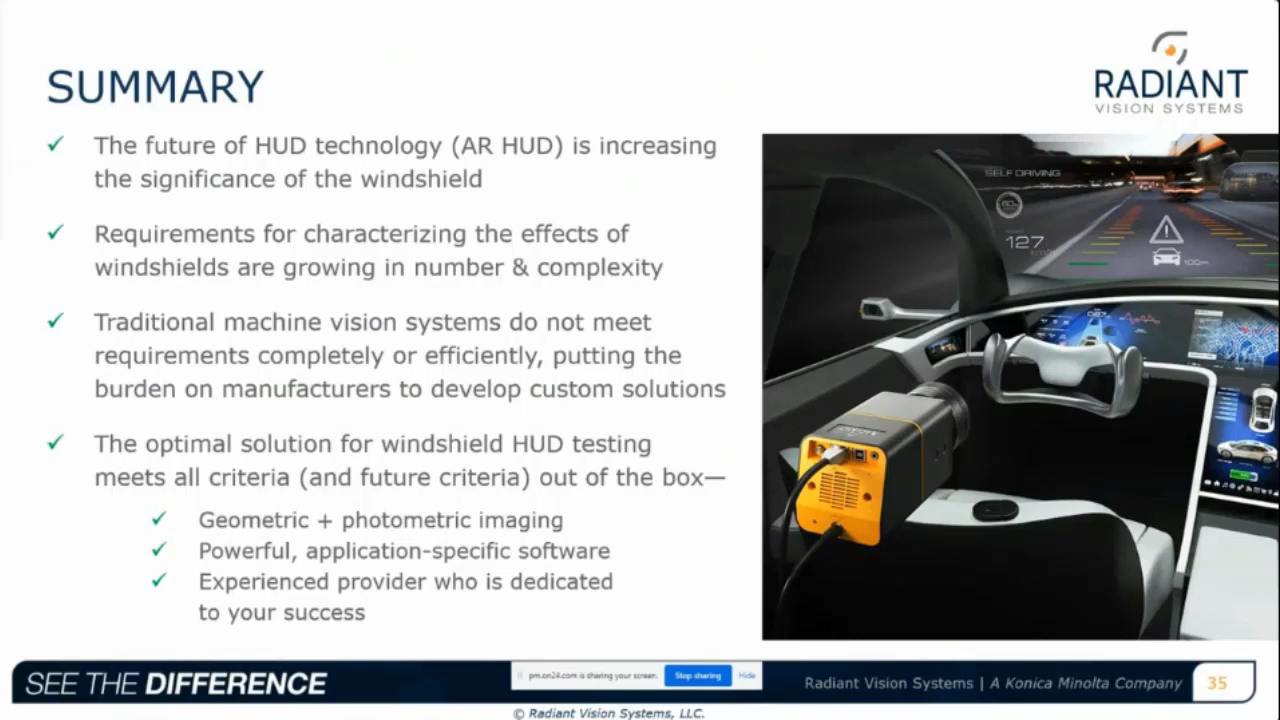 SUMMARY
RADIANT
VISION SYSTEMS
✓ The future of HUD technology (AR HUD) is increasing
the significance of the windshield
✓ Requirements for characterizing the effects of
windshields are growing in number & complexity
✓ Traditional machine vision systems do not meet
requirements completely or efficiently, putting the
burden on manufacturers to develop custom solutions
✓ The optimal solution for windshield HUD testing
meets all criteria (and future criteria) out of the box—
✓ Geometric + photometric imaging
✓ Powerful, application-specific software
✓ Experienced provider who is dedicated
to your success
SELF DRIVING
127
100m
SEE THE DIFFERENCE
pm.on24.com is sharing your screen.
Stop sharing
Hide
Radiant Vision Systems | A Konica Minolta Company
35
© Radiant Vision Systems, LLC.